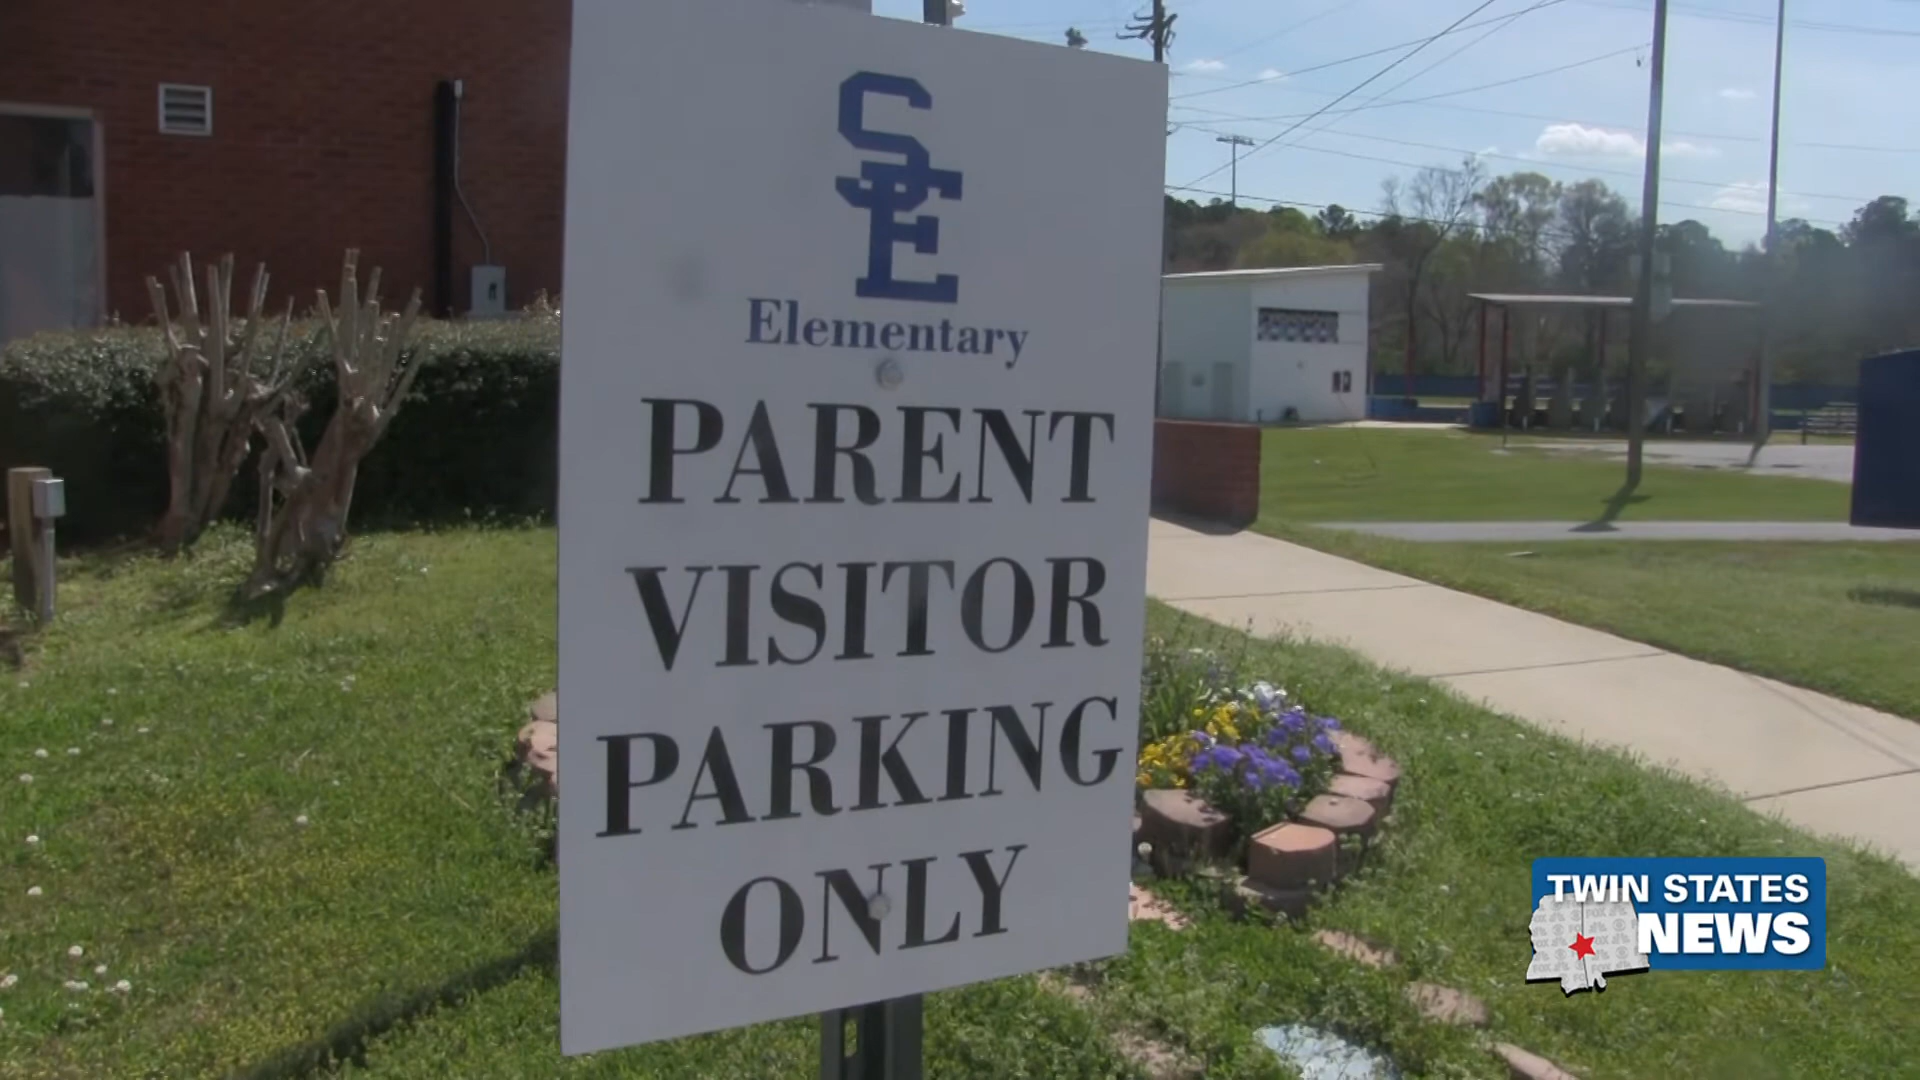 SE
Elementary
PARENT
VISITOR
PARKING
ONLY
TWIN STATES
NEWS